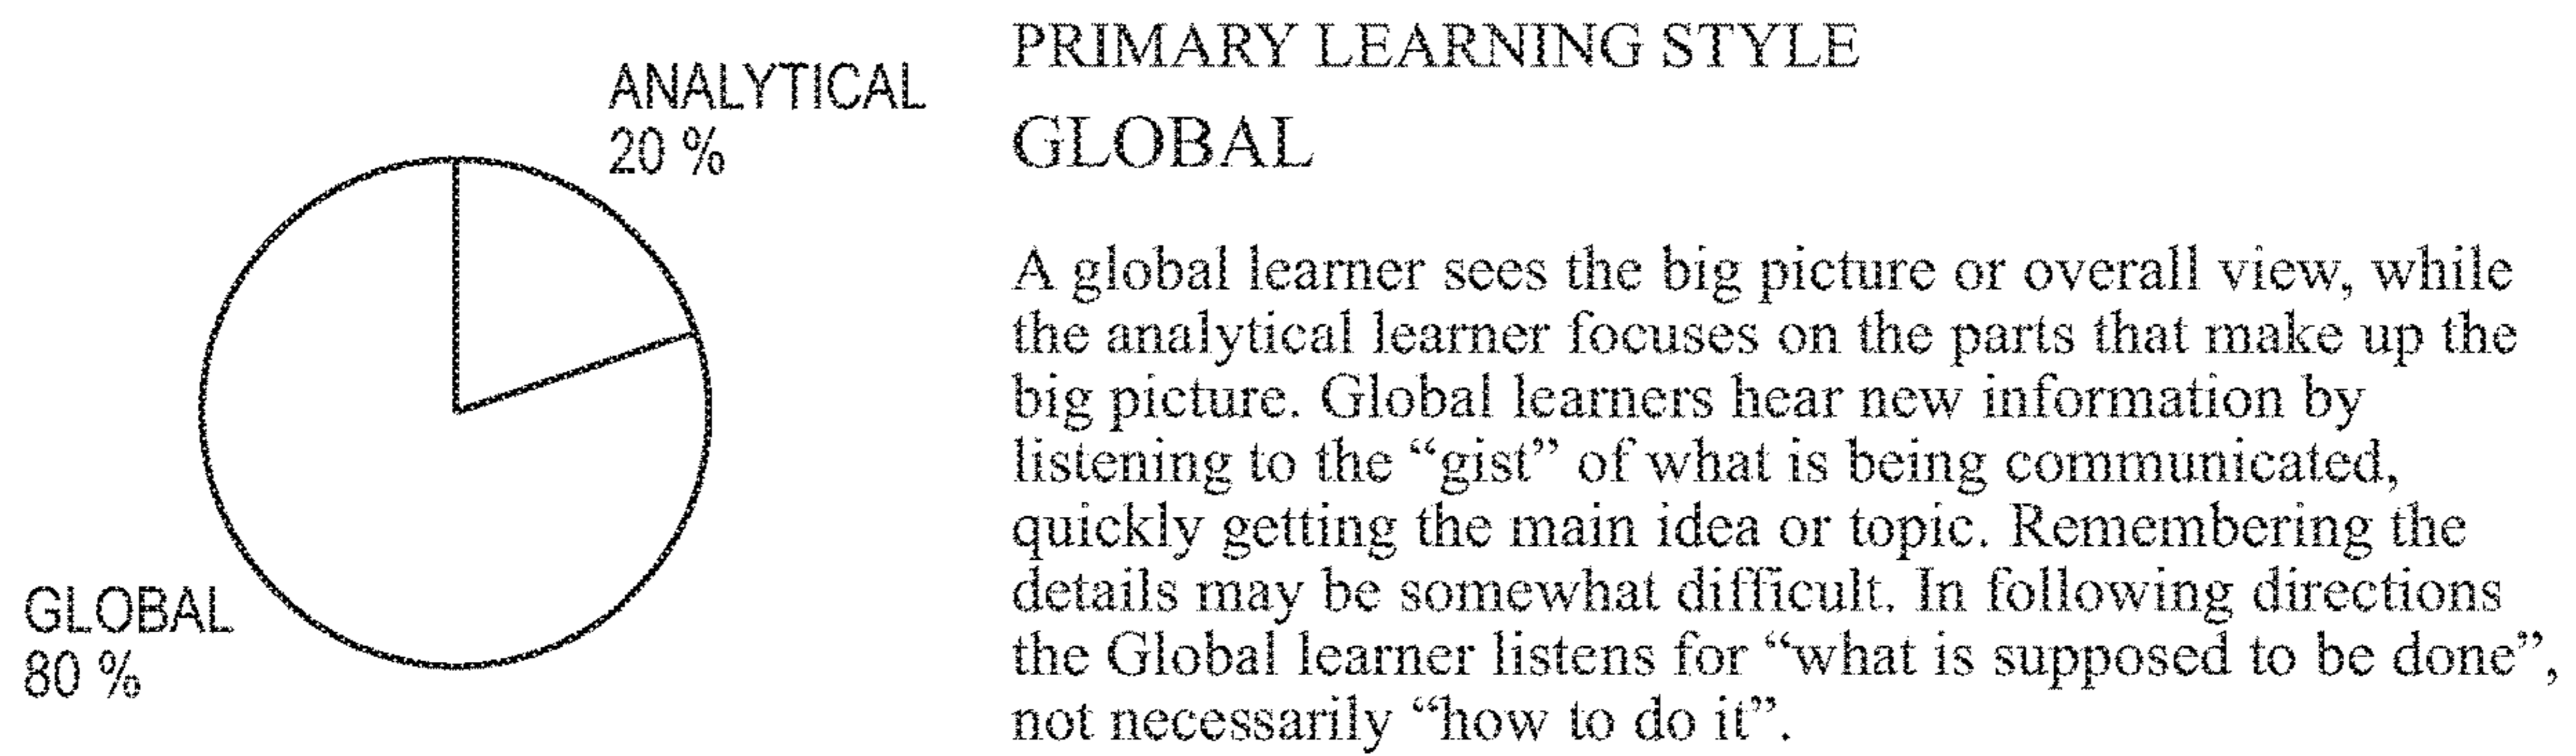 ANALYTICAL
20 %
GLOBAL
80 %
PRIMARY LEARNING STYLE
GLOBAL
A global learner sees the big picture or overall view, while
the analytical learner focuses on the parts that make up the
big picture. Global learners hear new information by
listening to the “gist” of what is being communicated,
quickly getting the main idea or topic. Remembering the
details may be somewhat difficult. In following directions
the Global learner listens for “what is supposed to be done”,
not necessarily “how to do it”.